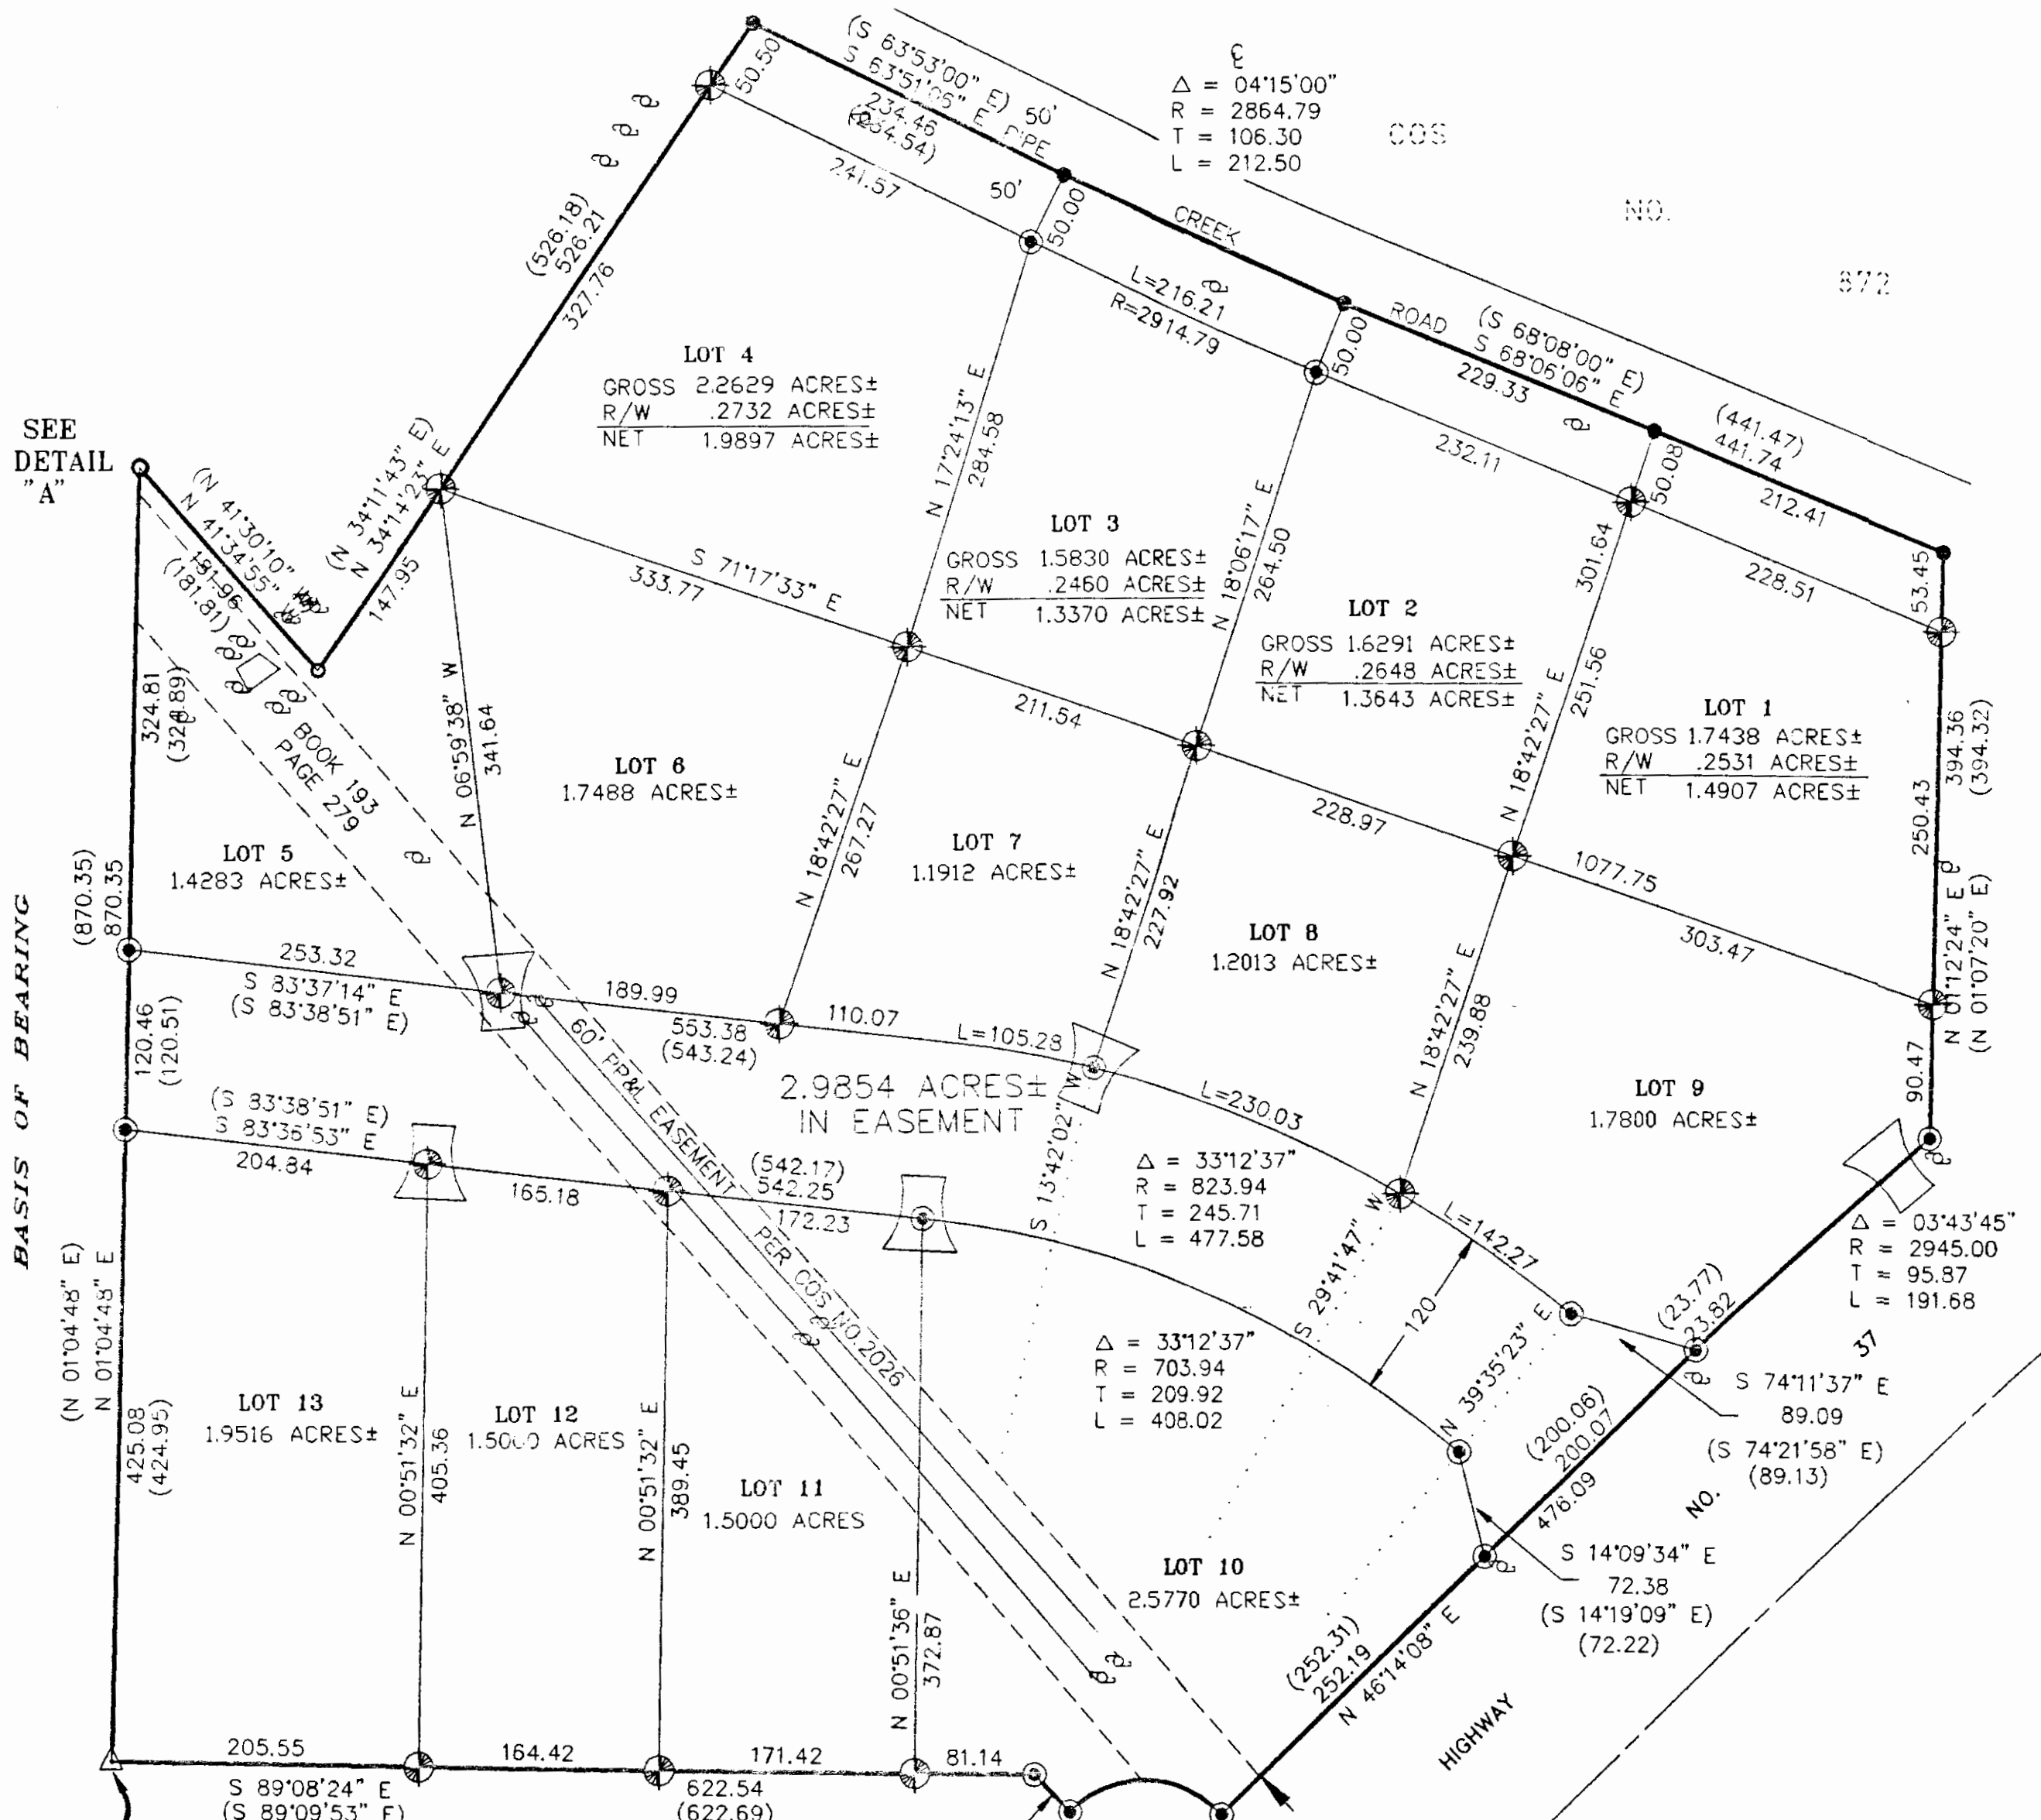 (S 63°53'00" E)
S 63°51'06" E
234.46
(234.54)
50'
50'
PIPE
CREEK
ROAD
Δ = 04°15'00"
R = 2864.79
T = 106.30
L = 212.50
COS
NO.
872
50.50
241.57
50.00
L=216.21
R=2914.79
50.00
(S 68°08'00" E)
S 68°06'06" E
229.33
232.11
(441.47)
441.74
212.41
50.08
228.51
53.45
(526.18)
526.21
327.76
LOT 4
GROSS 2.2629 ACRES±
R/W .2732 ACRES±
NET 1.9897 ACRES±
N 17°24'13" E
284.58
LOT 3
GROSS 1.5830 ACRES±
R/W .2460 ACRES±
NET 1.3370 ACRES±
N 18°06'17" E
264.50
LOT 2
GROSS 1.6291 ACRES±
R/W .2648 ACRES±
NET 1.3643 ACRES±
301.64
251.56
N 18°42'27" E
LOT 1
GROSS 1.7438 ACRES±
R/W .2531 ACRES±
NET 1.4907 ACRES±
394.36
(394.32)
250.43
N 01°12'24" E
(N 01°07'20" E)
90.47
SEE
DETAIL
"A"
(N 41°30'10" W)
N 41°34'55" W
181.96
(181.81)
(N 34°11'43" E)
N 34°14'23" E
147.95
S 71°17'33" E
333.77
211.54
228.97
1077.75
303.47
324.81
BOOK 193
PAGE 279
N 06°59'38" W
341.64
LOT 6
1.7488 ACRES±
N 18°42'27" E
267.27
LOT 7
1.1912 ACRES±
N 18°42'27" E
227.92
LOT 8
1.2013 ACRES±
N 18°42'27" E
239.88
LOT 9
1.7800 ACRES±
LOT 5
1.4283 ACRES±
BASIS OF BEARING
(870.35)
870.35
253.32
S 83°37'14" E
(S 83°38'51" E)
189.99
553.38
(543.24)
110.07
L=105.28
L=230.03
L=142.27
120.46
(120.51)
2.9854 ACRES±
IN EASEMENT
60' PP&L EASEMENT
PER COS NO.2026
(S 83°38'51" E)
S 83°36'53" E
204.84
165.18
(542.17)
542.25
172.23
S 13°42'02" W
Δ = 33°12'37"
R = 823.94
T = 245.71
L = 477.58
S 29°41'47" W
120
N 39°35'23" E
Δ = 33°12'37"
R = 703.94
T = 209.92
L = 408.02
Δ = 03°43'45"
R = 2945.00
T = 95.87
L = 191.68
(23.77)
23.82
S 74°11'37" E
89.09
(S 74°21'58" E)
(89.13)
(200.06)
200.07
476.09
S 14°09'34" E
72.38
(S 14°19'09" E)
(72.22)
(252.31)
252.19
N 46°14'08" E
HIGHWAY
NO.
37
(N 01°04'48" E)
N 01°04'48" E
425.08
(424.95)
LOT 13
1.9516 ACRES±
N 00°51'32" E
405.36
LOT 12
1.5000 ACRES
N 00°51'32" E
389.45
LOT 11
1.5000 ACRES
N 00°51'36" E
372.87
LOT 10
2.5770 ACRES±
205.55
164.42
171.42
81.14
S 89°08'24" E
(S 89°09'53" E)
622.54
(622.69)